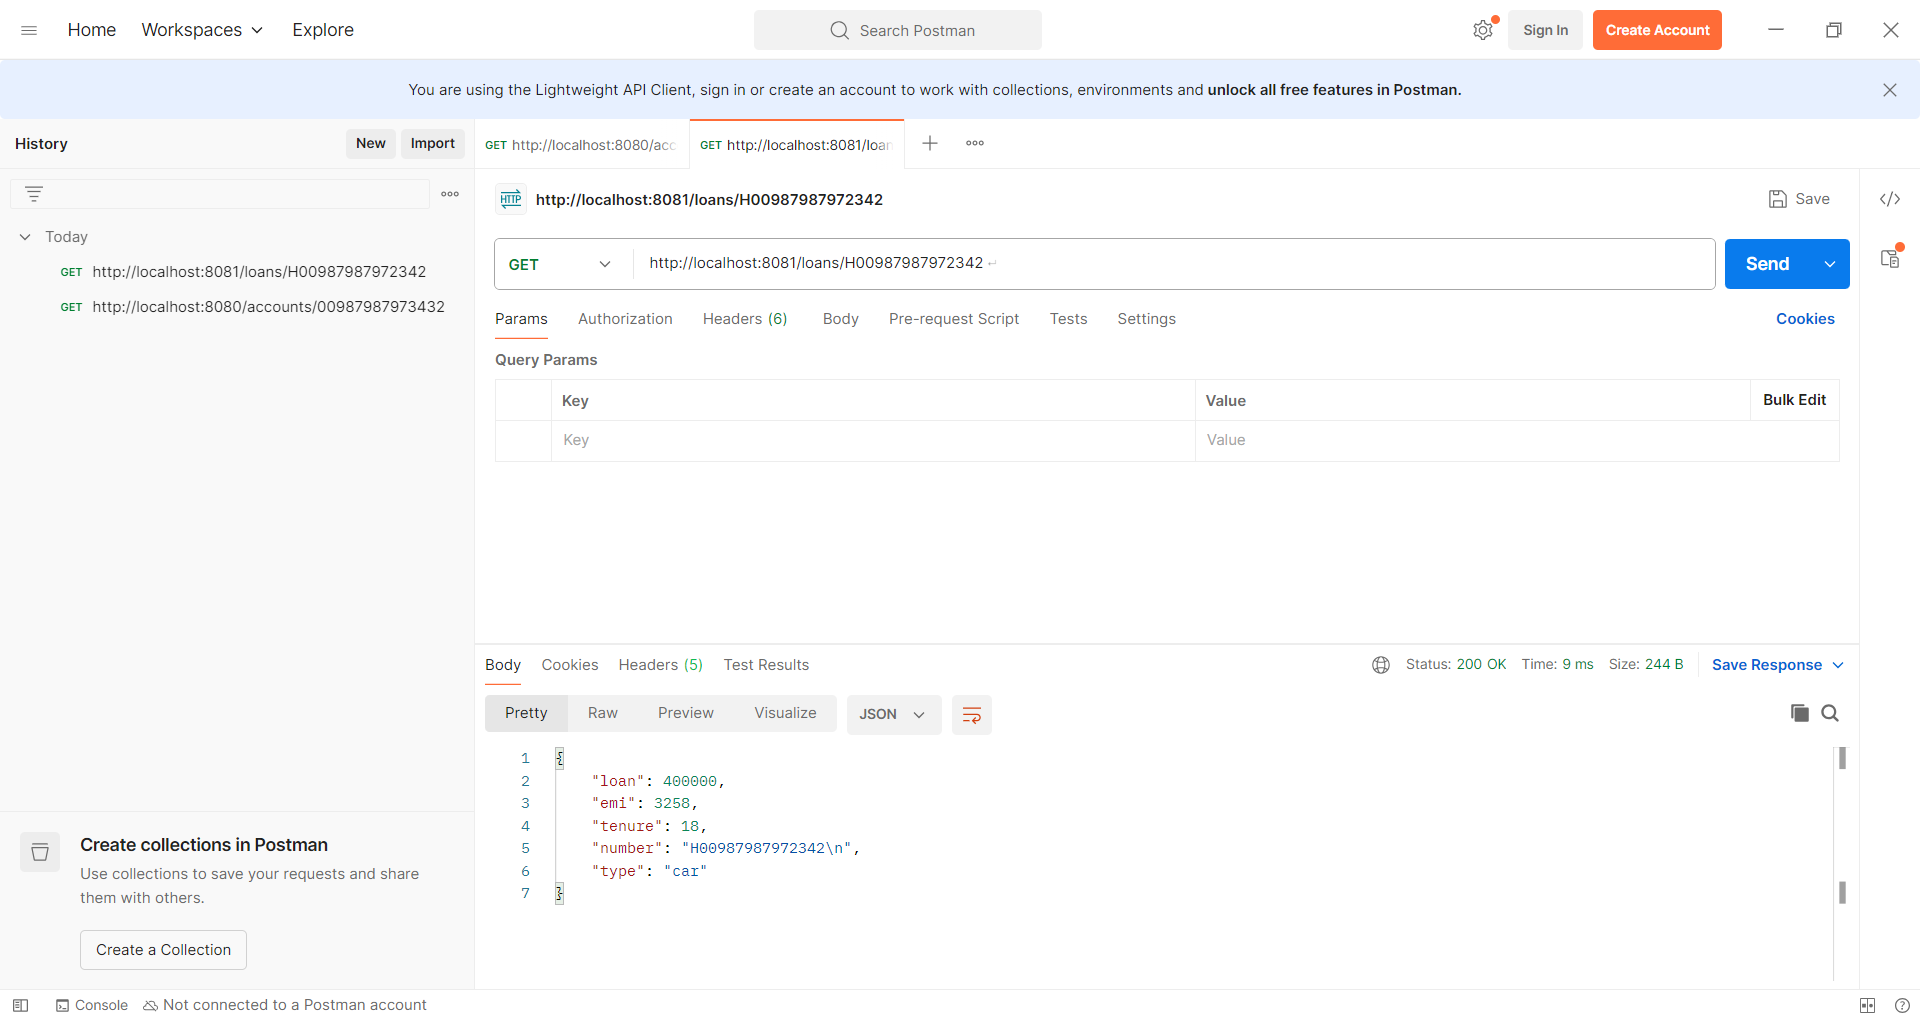 Home
Workspaces
Explore
Search Postman
Sign In
Create Account
You are using the Lightweight API Client, sign in or create an account to work with collections, environments and unlock all free features in Postman.
History
New
Import
GET http://localhost:8080/acc
GET http://localhost:8081/loan
Today
GET http://localhost:8081/loans/H00987987972342
GET http://localhost:8080/accounts/00987987973432
HTTP http://localhost:8081/loans/H00987987972342
Save
GET
http://localhost:8081/loans/H00987987972342
Send
Params
Authorization
Headers (6)
Body
Pre-request Script
Tests
Settings
Cookies
Query Params
Key
Value
Bulk Edit
Key
Value
Body
Cookies
Headers (5)
Test Results
Status: 200 OK
Time: 9 ms
Size: 244 B
Save Response
Pretty
Raw
Preview
Visualize
JSON
1 {
2 "loan": 400000,
3 "emi": 3258,
4 "tenure": 18,
5 "number": "H00987987972342\n",
6 "type": "car"
7 }
Create collections in Postman
Use collections to save your requests and share
them with others.
Create a Collection
Console
Not connected to a Postman account